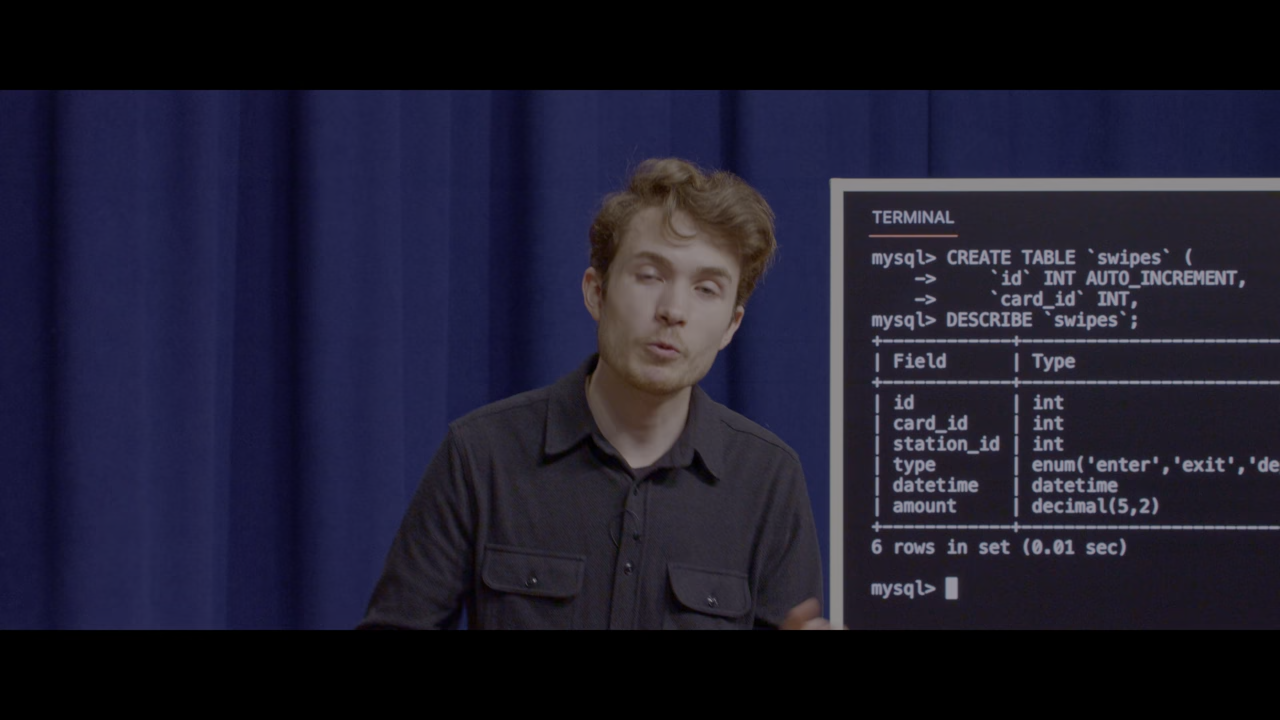 TERMINAL
mysql> CREATE TABLE `swipes` (
    ->     `id` INT AUTO_INCREMENT,
    ->     `card_id` INT,
mysql> DESCRIBE `swipes`;
| Field | Type
| id | int
| card_id | int
| station_id | int
| type | enum('enter','exit','de
| datetime | datetime
| amount | decimal(5,2)
6 rows in set (0.01 sec)
mysql>